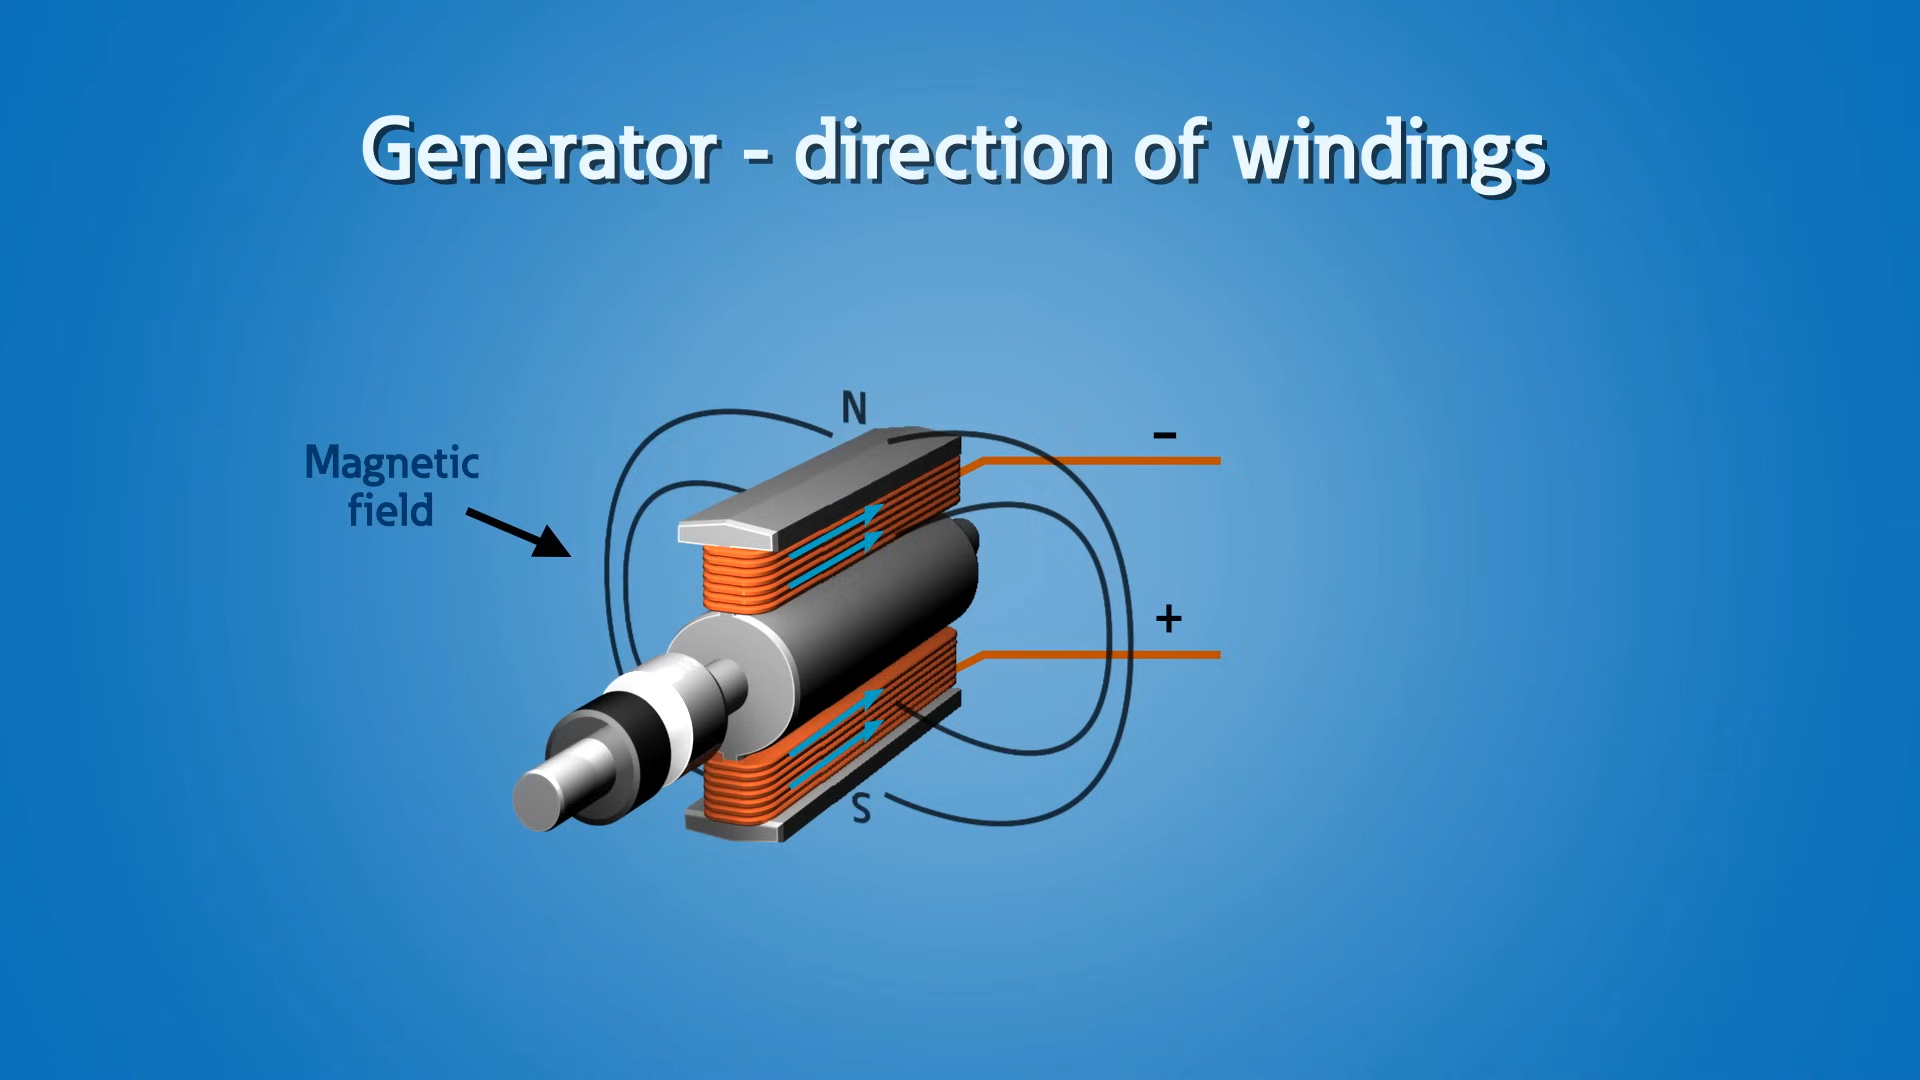 Generator - direction of windings
N
Magnetic
field
-
+
S